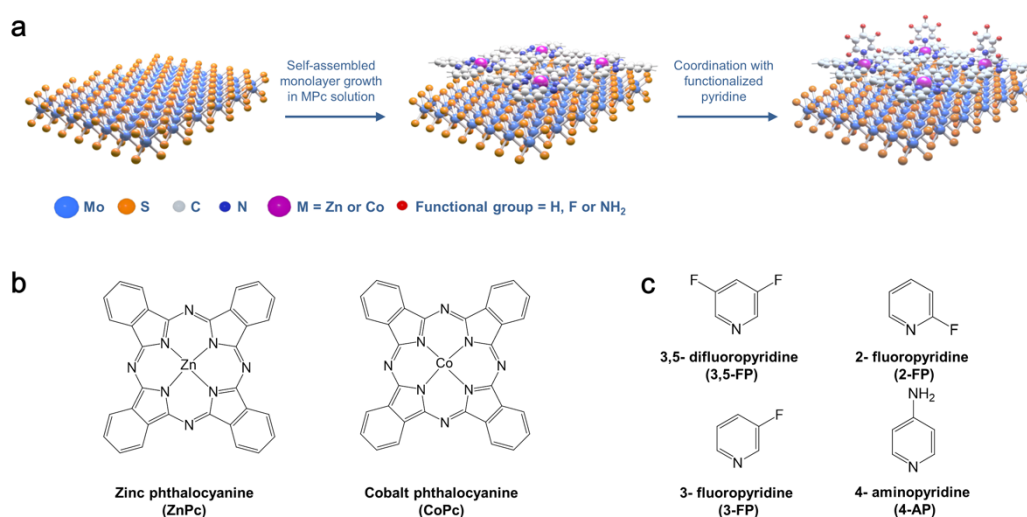 a
Self-assembled
monolayer growth
in MPc solution
Coordination with
functionalized
pyridine
Mo S C N M = Zn or Co Functional group = H, F or NH₂
b
N
N N
N Zn N
N N
N
Zinc phthalocyanine
(ZnPc)
N
N N
N Co N
N N
N
Cobalt phthalocyanine
(CoPc)
c
F F
N
3,5- difluoropyridine
(3,5-FP)
N
F
2- fluoropyridine
(2-FP)
F
N
3- fluoropyridine
(3-FP)
NH₂
N
4- aminopyridine
(4-AP)